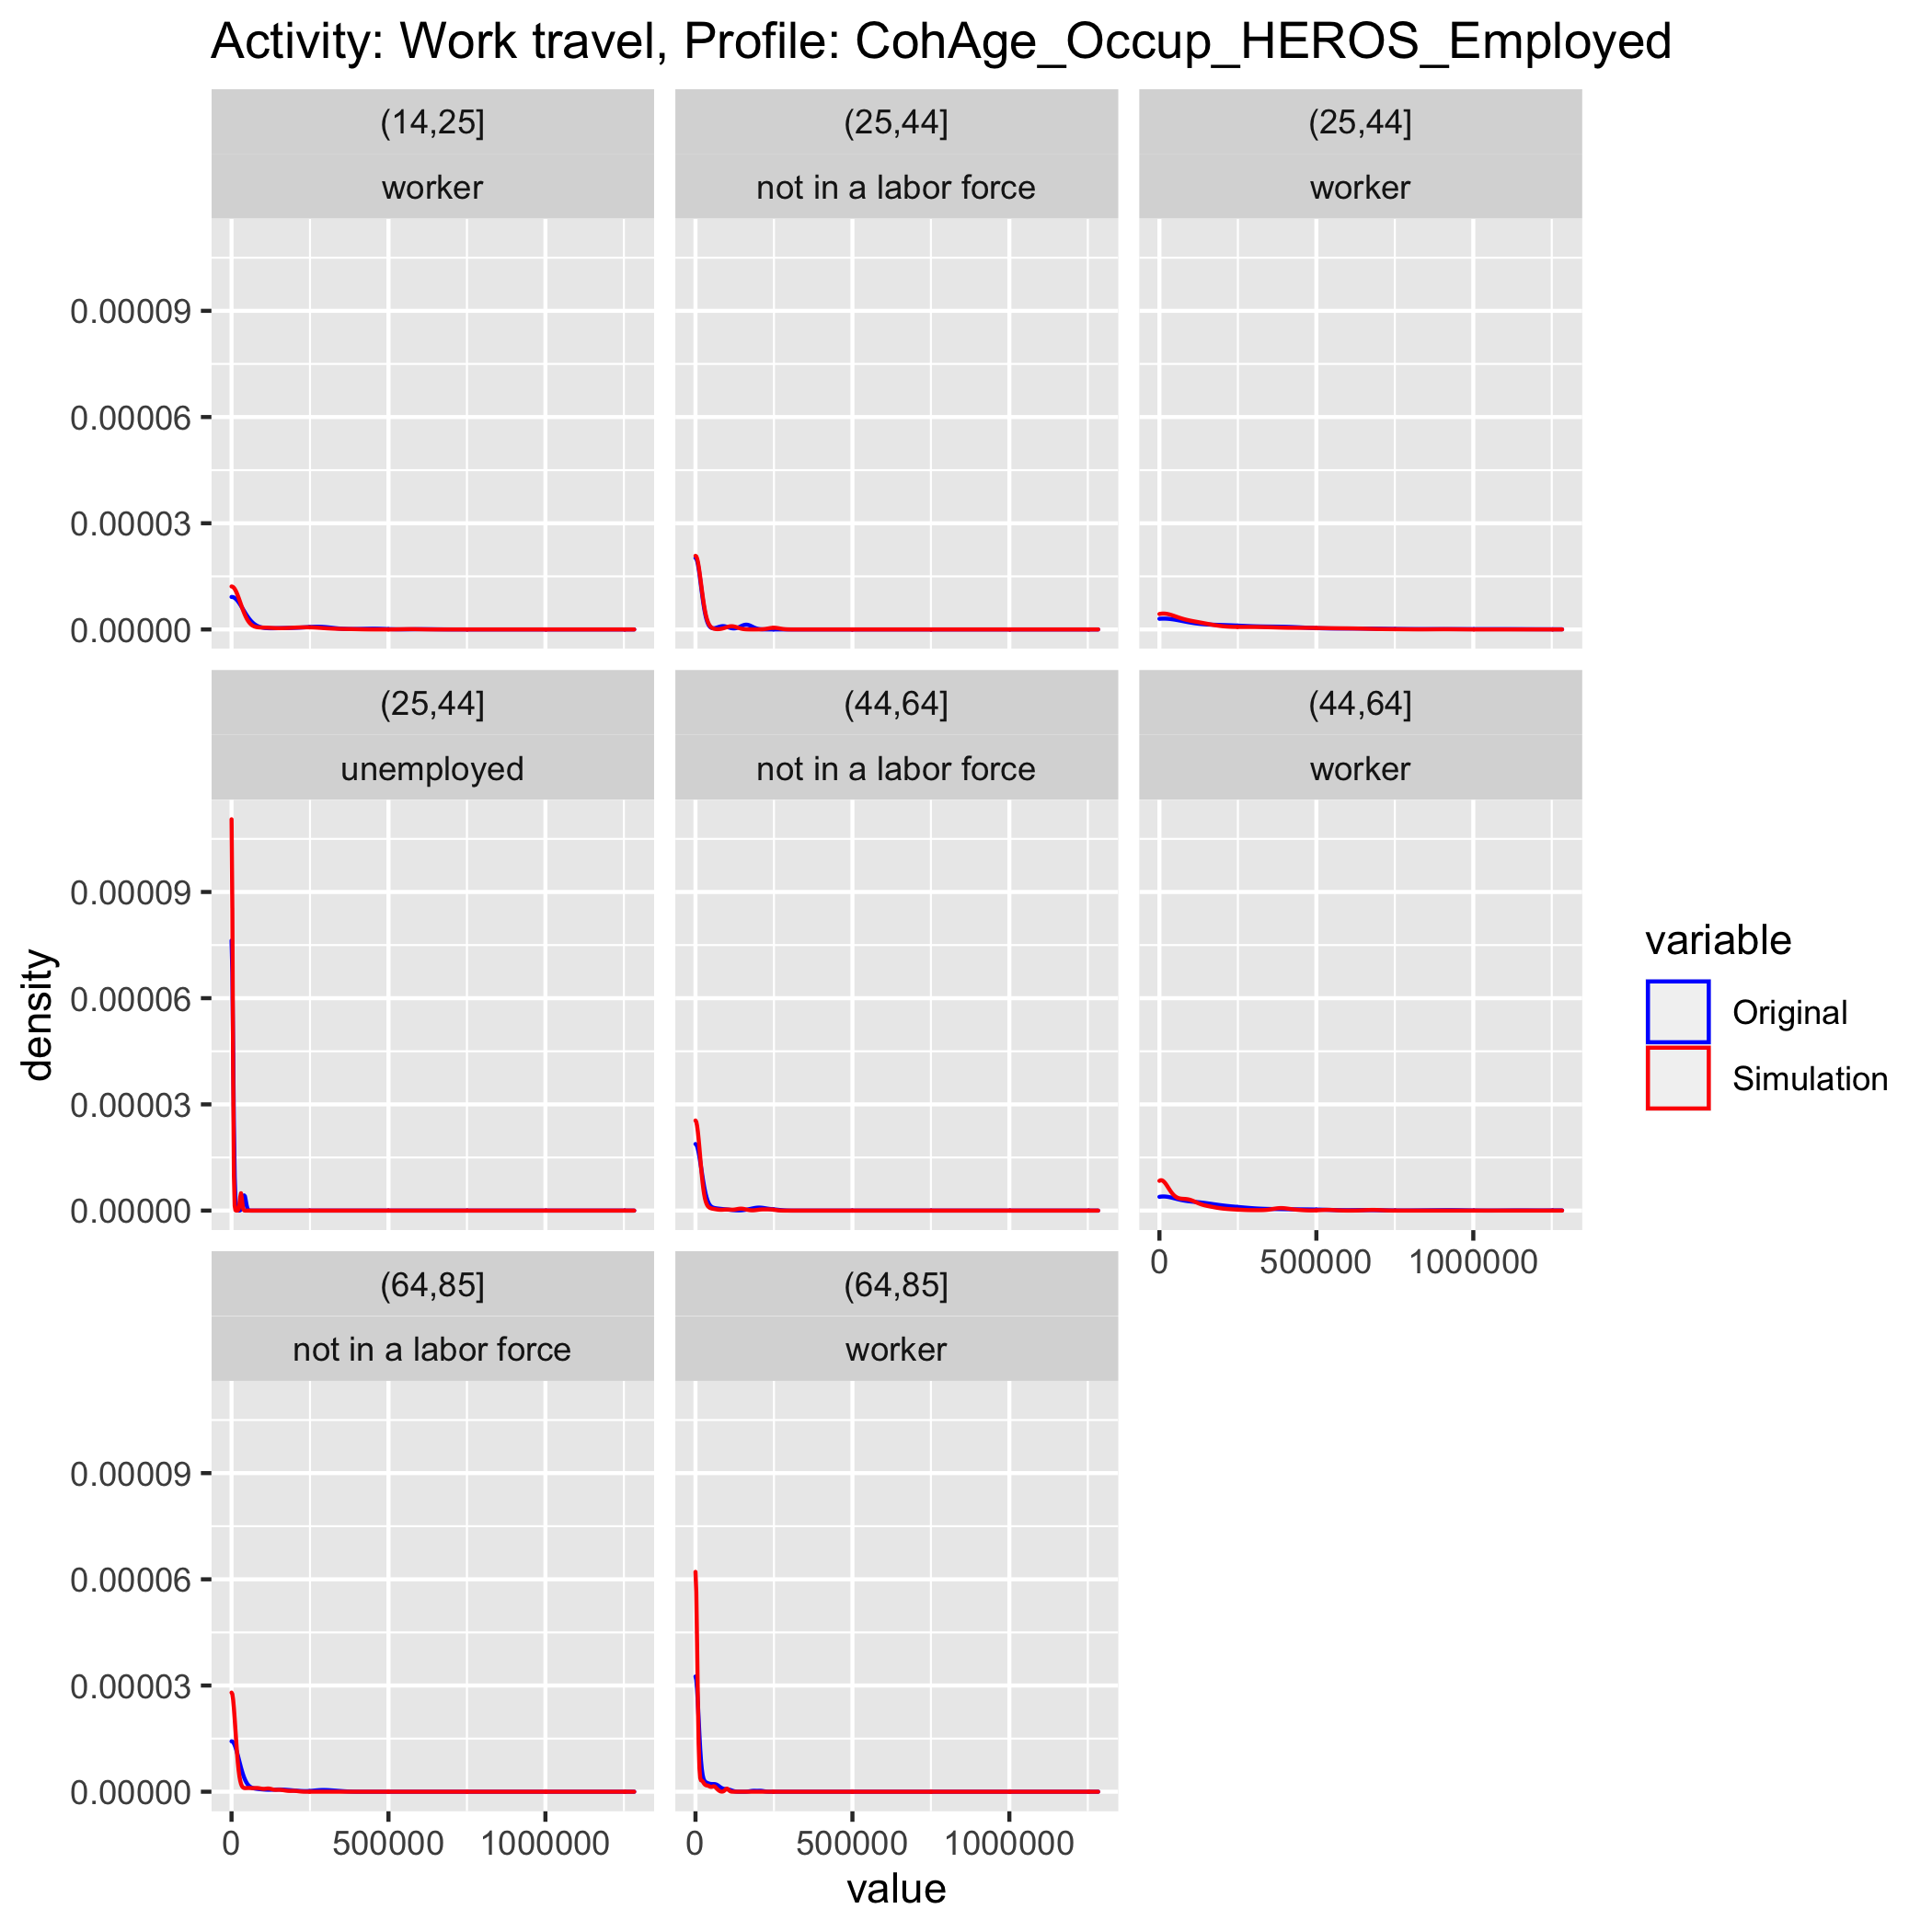 Activity: Work travel, Profile: CohAge_Occup_HEROS_Employed
(14,25]
worker
(25,44]
not in a labor force
(25,44]
worker
0.00009
0.00006
0.00003
0.00000
(25,44]
unemployed
(44,64]
not in a labor force
(44,64]
worker
0.00009
0.00006
0.00003
0.00000
0
500000
1000000
(64,85]
not in a labor force
(64,85]
worker
0.00009
0.00006
0.00003
0.00000
0
500000
1000000
0
500000
1000000
value
density
variable
Original
Simulation